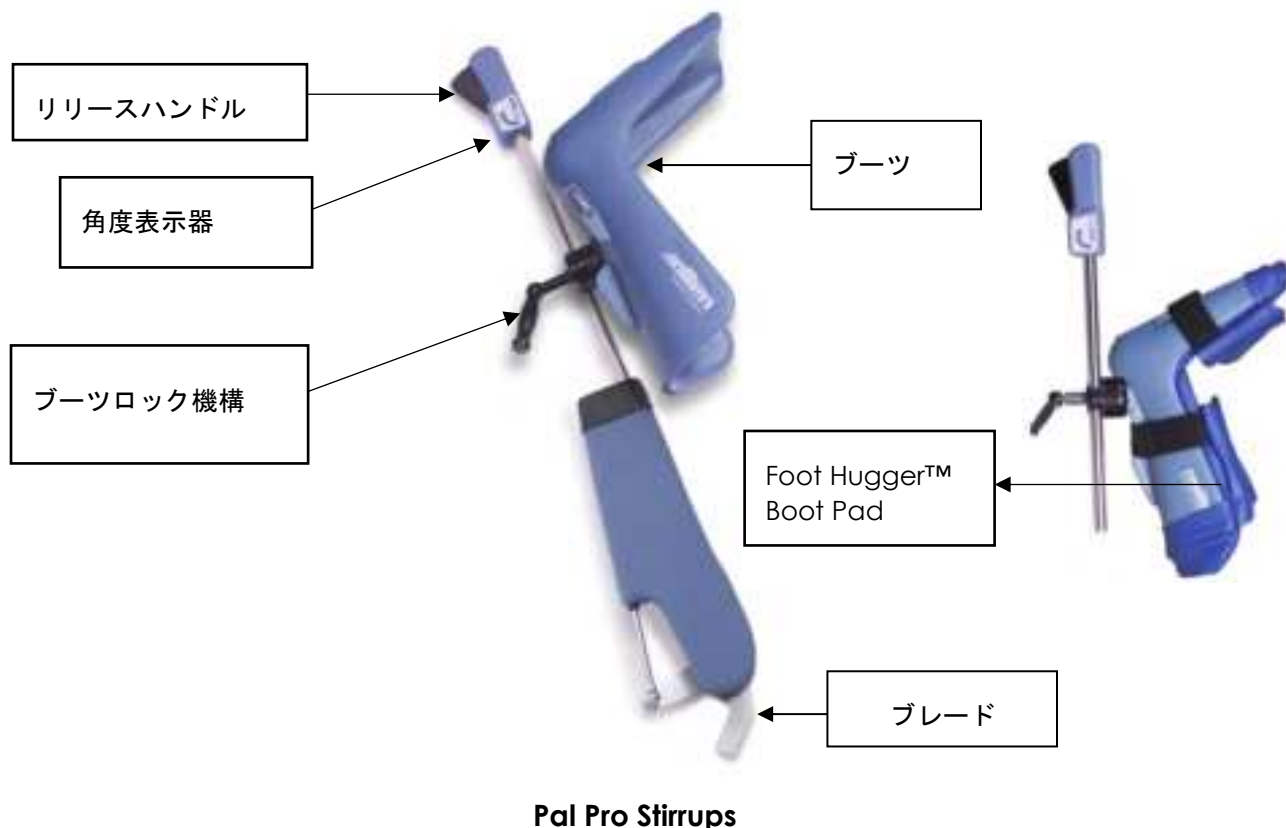 リリースハンドル
ブーツ
角度表示器
ブーツロック機構
Foot Hugger™
Boot Pad
ブレード
Pal Pro Stirrups